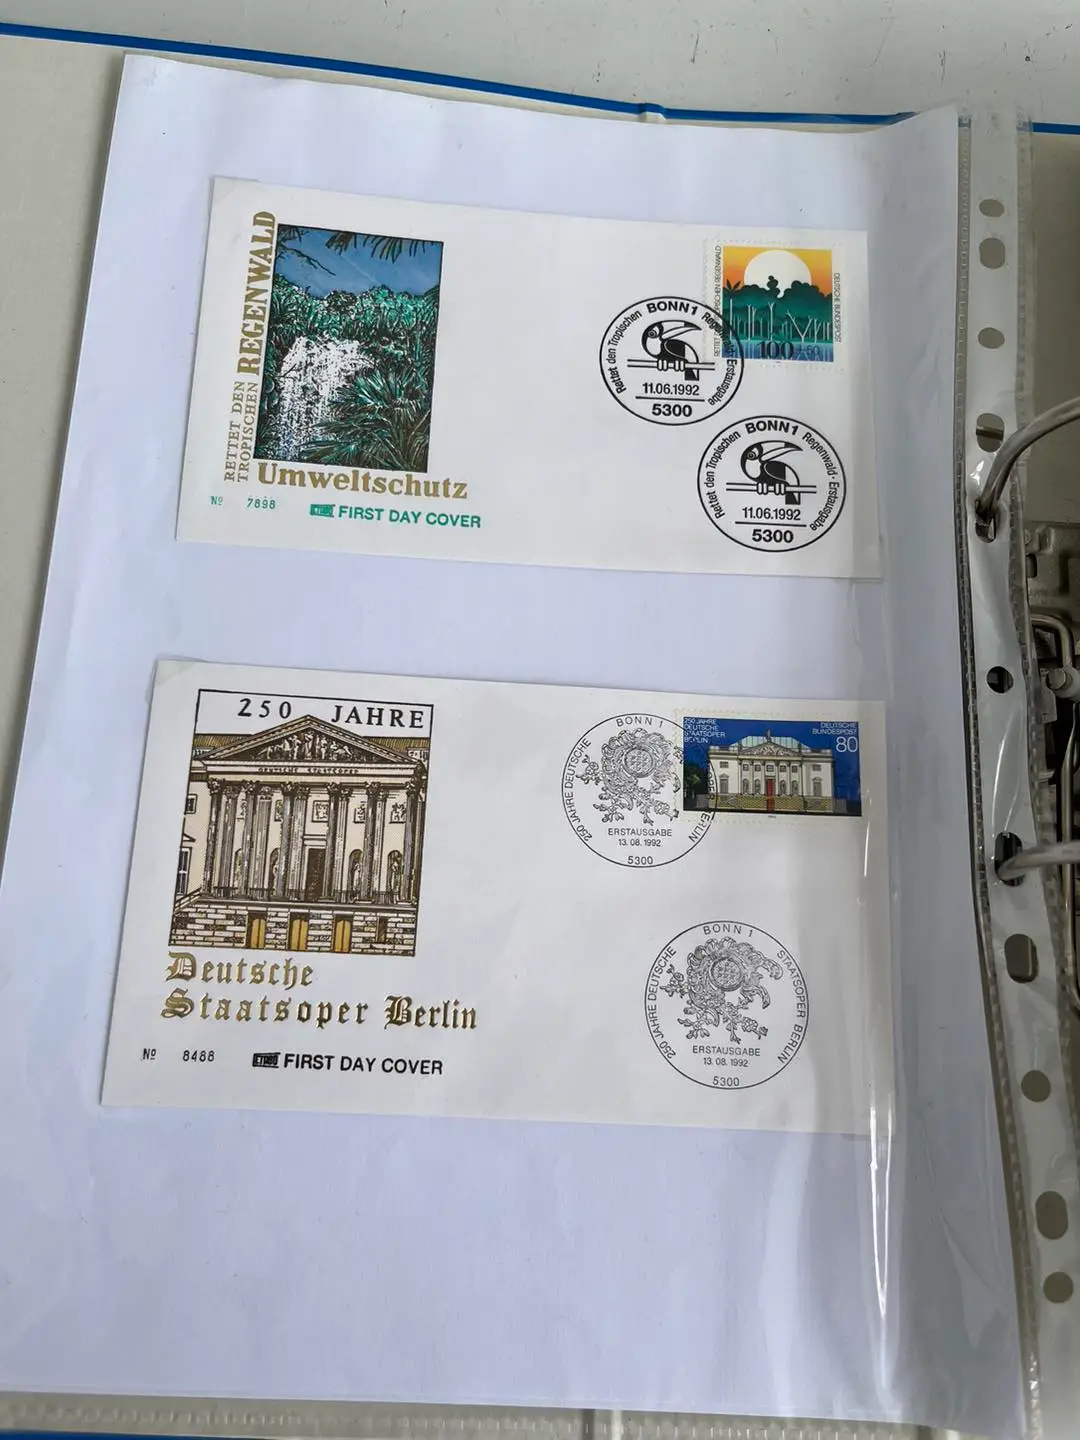 RETTET DEN
TROPISCHEN
REGENWALD
Umweltschutz
Nº 7898
ETB FIRST DAY COVER
BONN 1
Rettet den Tropischen Regenwald · Erstausgabe
11.06.1992
5300
TROPISCHEN REGENWALD
DEUTSCHE BUNDESPOST
100
+50
BONN 1
Rettet den Tropischen Regenwald · Erstausgabe
11.06.1992
5300
250 JAHRE
DEUTSCHE STAATSOPER
Deutsche
Staatsoper Berlin
Nº 8488
FIRST DAY COVER
BONN 1
250 JAHRE DEUTSCHE
BERLIN
ERSTAUSGABE
13.08.1992
5300
250 JAHRE
DEUTSCHE
STAATSOPER
BERLIN
DEUTSCHE
BUNDESPOST
80
BONN 1
250 JAHRE DEUTSCHE STAATSOPER BERLIN
ERSTAUSGABE
13.08.1992
5300